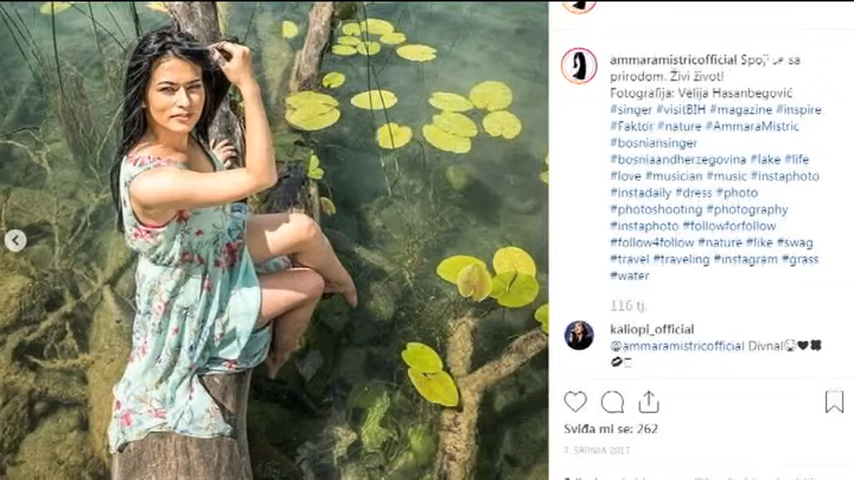 ammaramistricofficial Spoji se sa
prirodom. Živi život!
Fotografija: Velija Hasanbegović
#singer #visitBIH #magazine #inspire
#Faktor #nature #AmmaraMistric
#bosniansinger
#bosniaandherzegovina #lake #life
#love #musician #music #instaphoto
#instadaily #dress #photo
#photoshooting #photography
#instaphoto #followforfollow
#follow4follow #nature #like #swag
#travel #traveling #instagram #grass
#water
116 tj.
kaliopi_official
@ammaramistricofficial Divna!
Sviđa mi se: 262
7. SRPNJA 2017